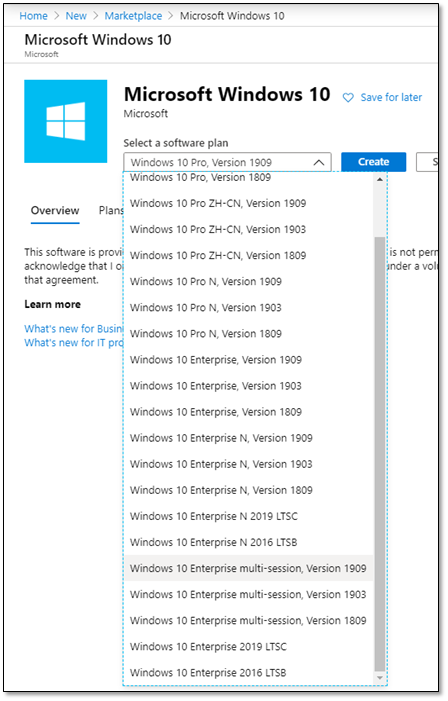 Home > New > Marketplace > Microsoft Windows 10
Microsoft Windows 10
Microsoft
Microsoft Windows 10
Save for later
Microsoft
Select a software plan
Windows 10 Pro, Version 1909
Create
S
Windows 10 Pro, Version 1809
Windows 10 Pro ZH-CN, Version 1909
Windows 10 Pro ZH-CN, Version 1903
Windows 10 Pro ZH-CN, Version 1809
Windows 10 Pro N, Version 1909
Windows 10 Pro N, Version 1903
Windows 10 Pro N, Version 1809
Windows 10 Enterprise, Version 1909
Windows 10 Enterprise, Version 1903
Windows 10 Enterprise, Version 1809
Windows 10 Enterprise N, Version 1909
Windows 10 Enterprise N, Version 1903
Windows 10 Enterprise N, Version 1809
Windows 10 Enterprise N 2019 LTSC
Windows 10 Enterprise N 2016 LTSB
Windows 10 Enterprise multi-session, Version 1909
Windows 10 Enterprise multi-session, Version 1903
Windows 10 Enterprise multi-session, Version 1809
Windows 10 Enterprise 2019 LTSC
Windows 10 Enterprise 2016 LTSB
Overview Plans
This software is provi is not perm
acknowledge that I o under a volu
that agreement.
Learn more
What's new for Busin
What's new for IT pro